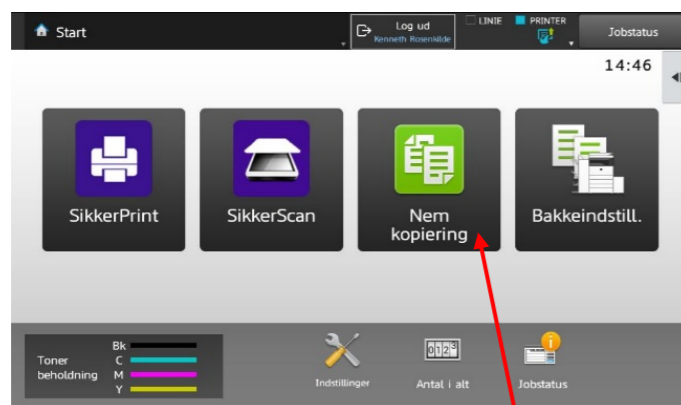 Start
Log ud
Kenneth Rosenkilde
LINIE
PRINTER
Jobstatus
14:46
SikkerPrint
SikkerScan
Nem
kopiering
Bakkeindstill.
Toner
beholdning
Bk
C
M
Y
Indstillinger
Antal i alt
Jobstatus